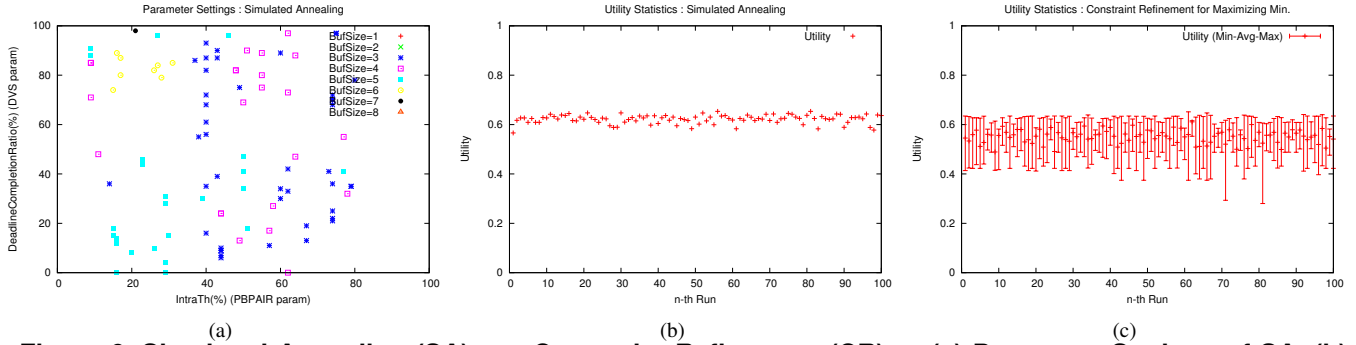 Parameter Settings : Simulated Annealing
100
80
60
40
20
0
DeadlineCompletionRatio(%) (DVS param)
BufSize=1
BufSize=2
BufSize=3
BufSize=4
BufSize=5
BufSize=6
BufSize=7
BufSize=8
0 20 40 60 80 100
IntraTh(%) (PBPAIR param)
(a)
Utility Statistics : Simulated Annealing
1
0.8
0.6
0.4
0.2
0
Utility
Utility
0 10 20 30 40 50 60 70 80 90 100
n-th Run
(b)
Utility Statistics : Constraint Refinement for Maximizing Min.
1
0.8
0.6
0.4
0.2
0
Utility
Utility (Min-Avg-Max)
0 10 20 30 40 50 60 70 80 90 100
n-th Run
(c)